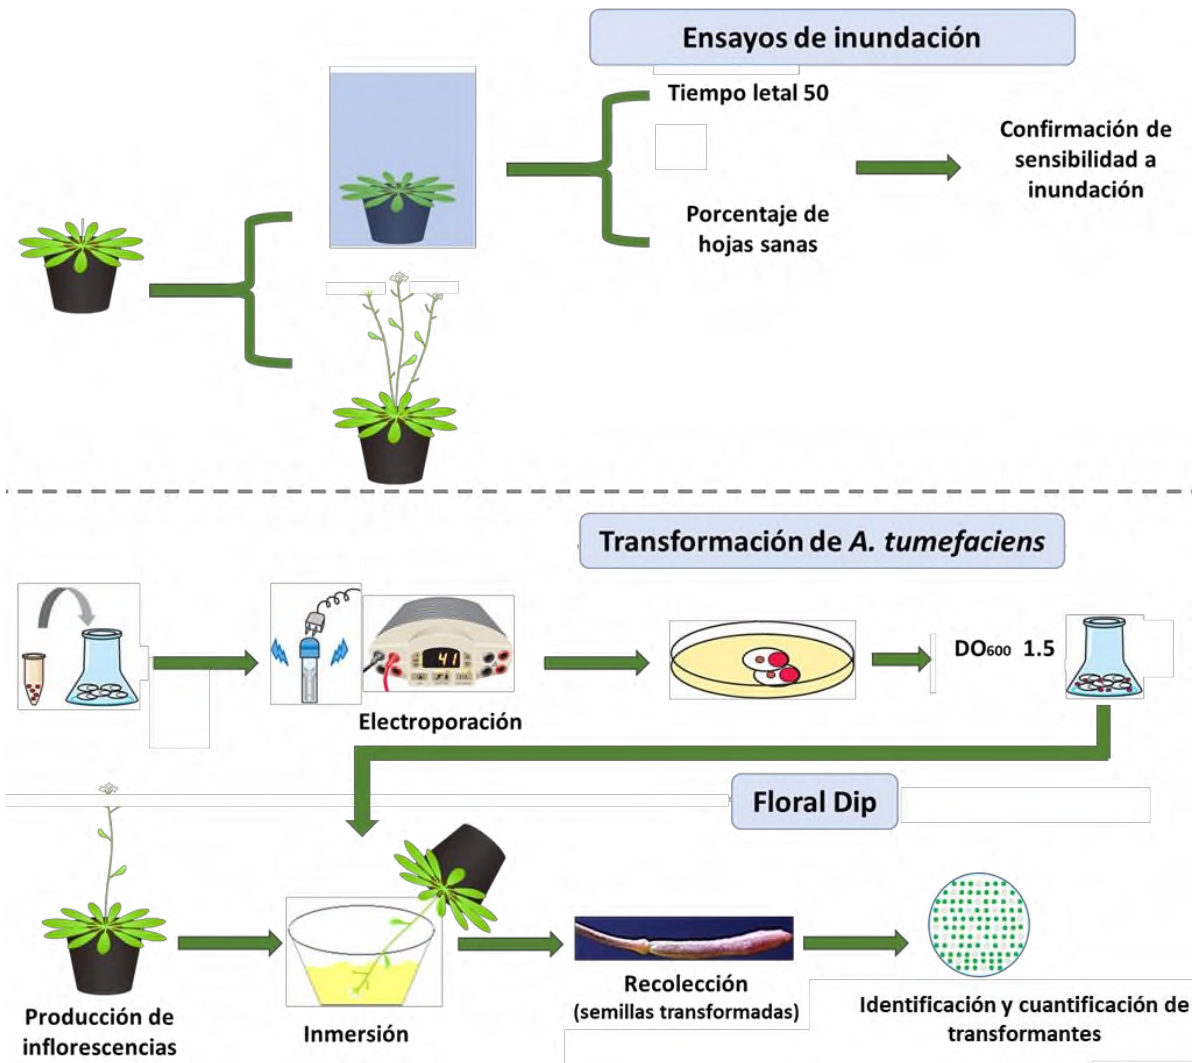 Ensayos de inundación
Tiempo letal 50
Confirmación de
sensibilidad a
inundación
Porcentaje de
hojas sanas
Transformación de A. tumefaciens
41
DO₆₀₀ 1.5
Electroporación
Floral Dip
Producción de
inflorescencias
Inmersión
Recolección
(semillas transformadas)
Identificación y cuantificación de
transformantes